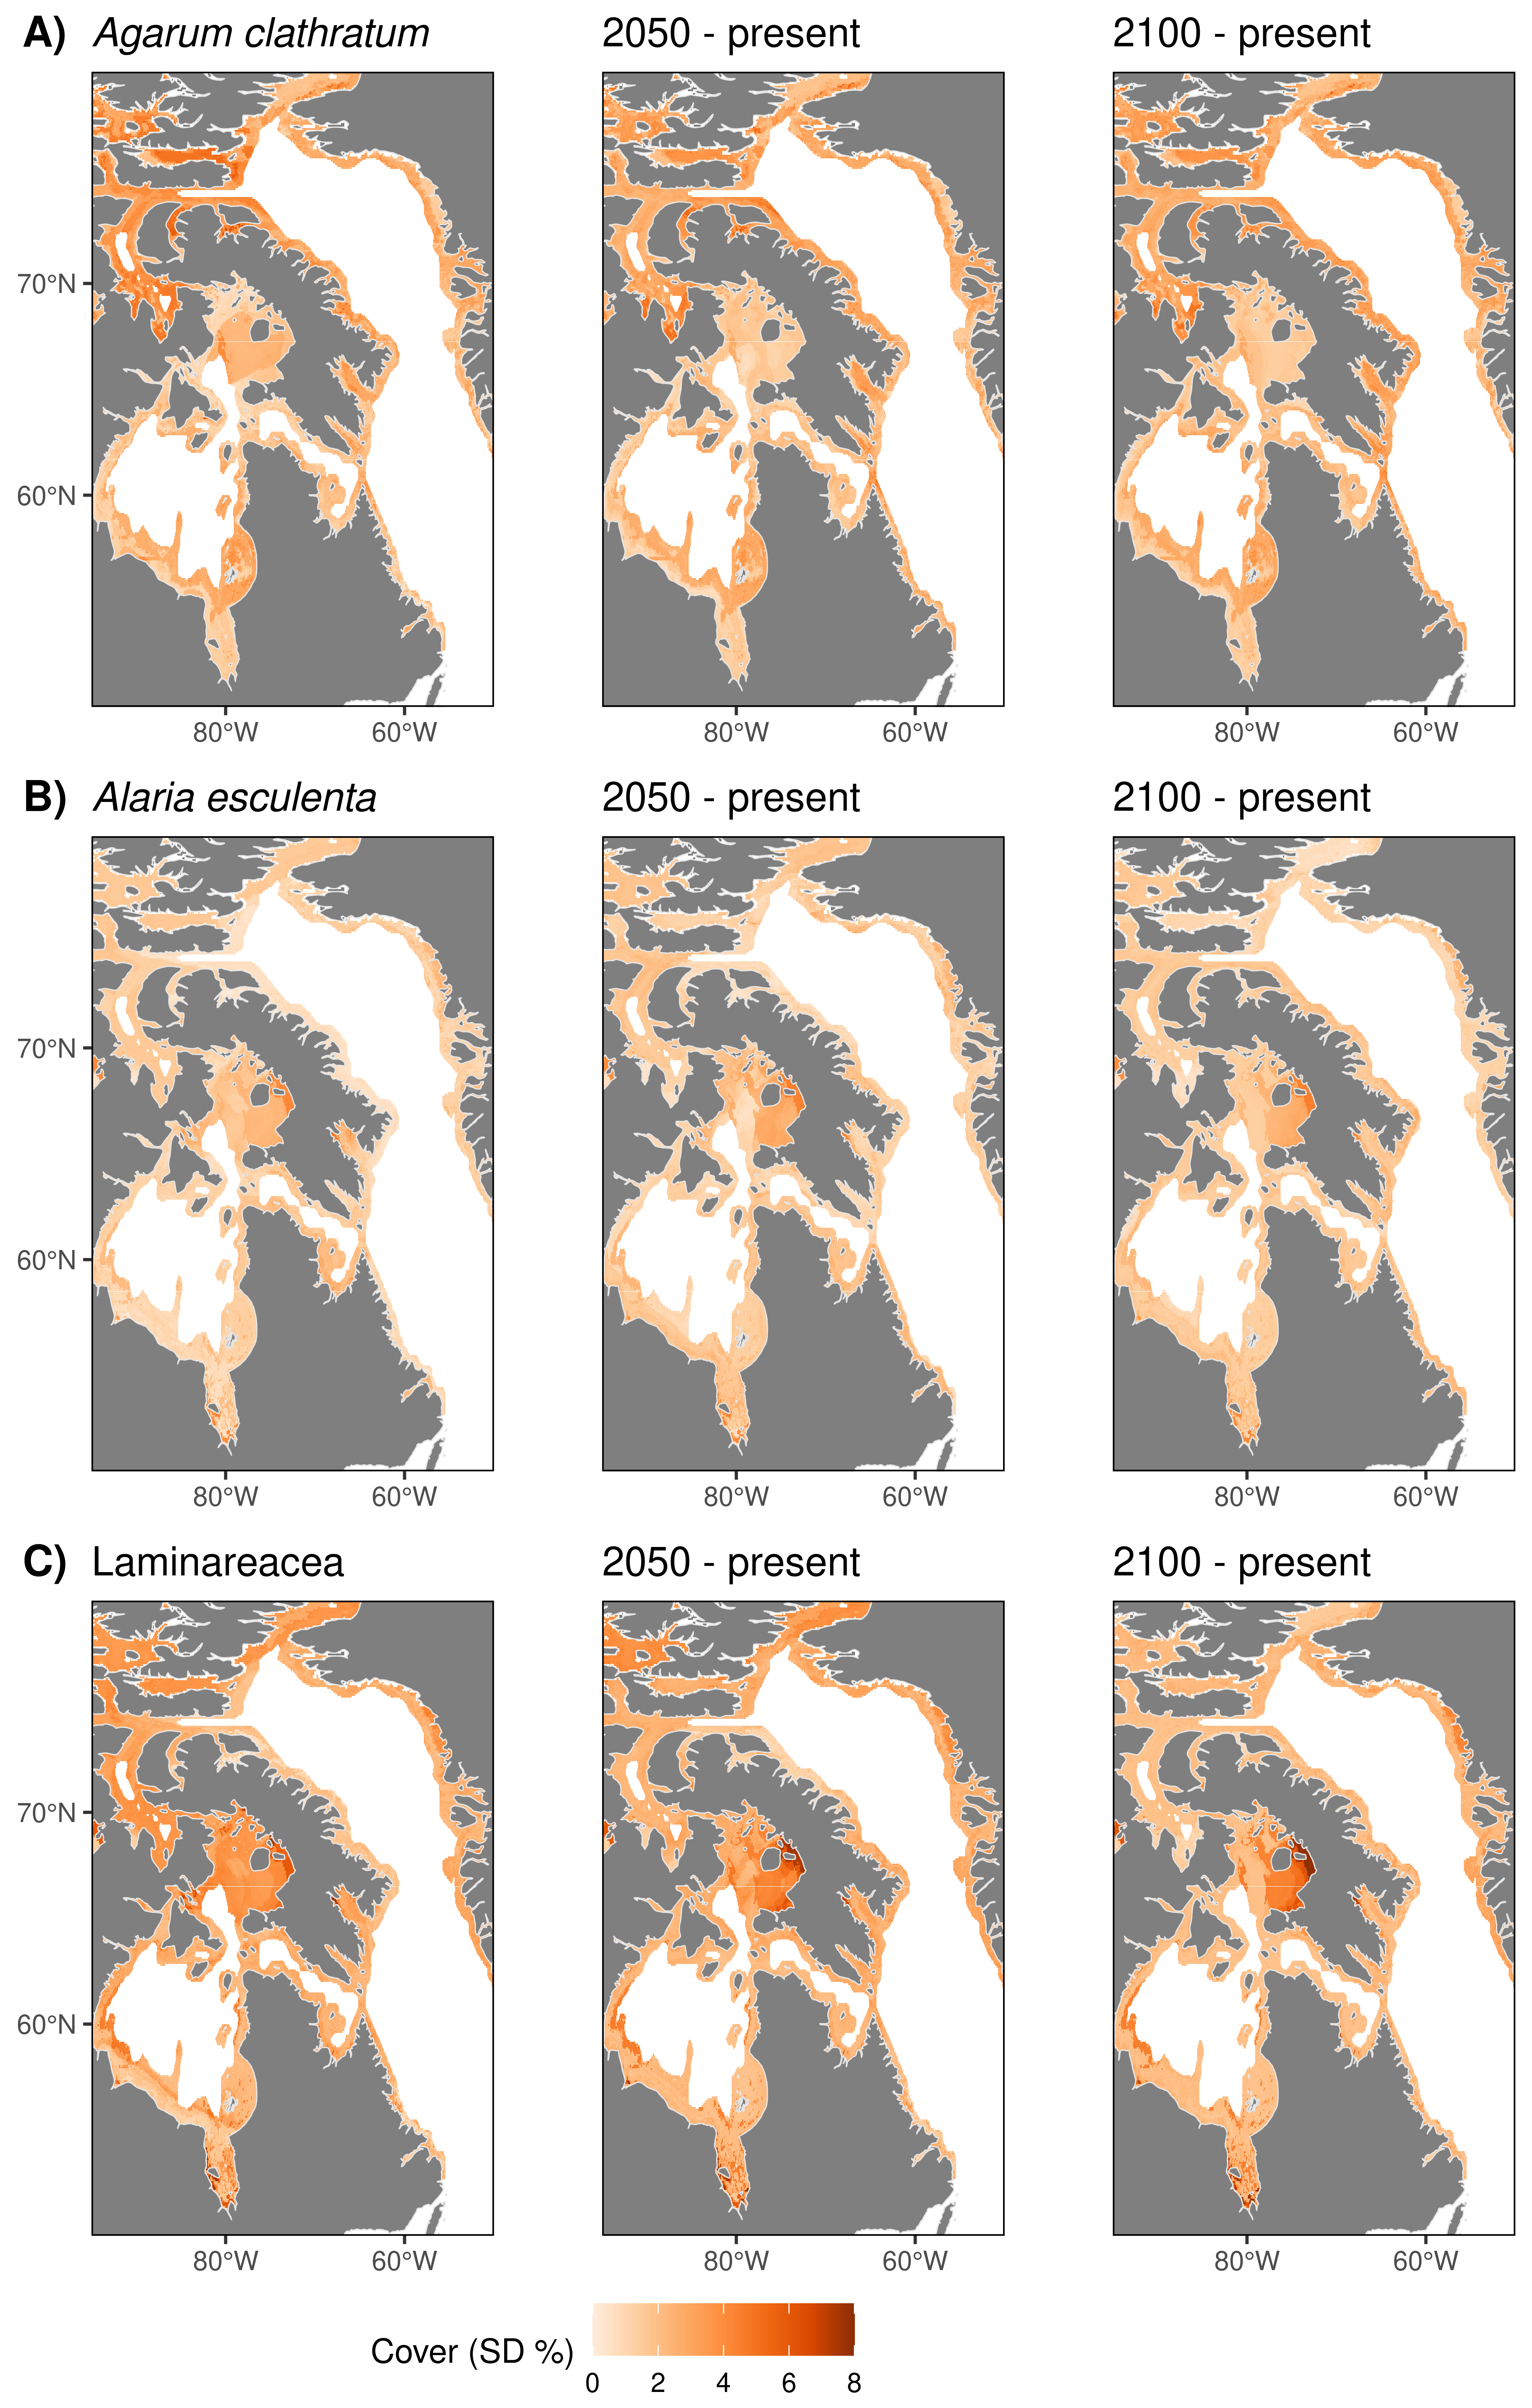 A) Agarum clathratum 2050 - present 2100 - present
70°N
60°N
80°W 60°W 80°W 60°W 80°W 60°W
B) Alaria esculenta 2050 - present 2100 - present
70°N
60°N
80°W 60°W 80°W 60°W 80°W 60°W
C) Laminareacea 2050 - present 2100 - present
70°N
60°N
80°W 60°W 80°W 60°W 80°W 60°W
Cover (SD %)
0 2 4 6 8